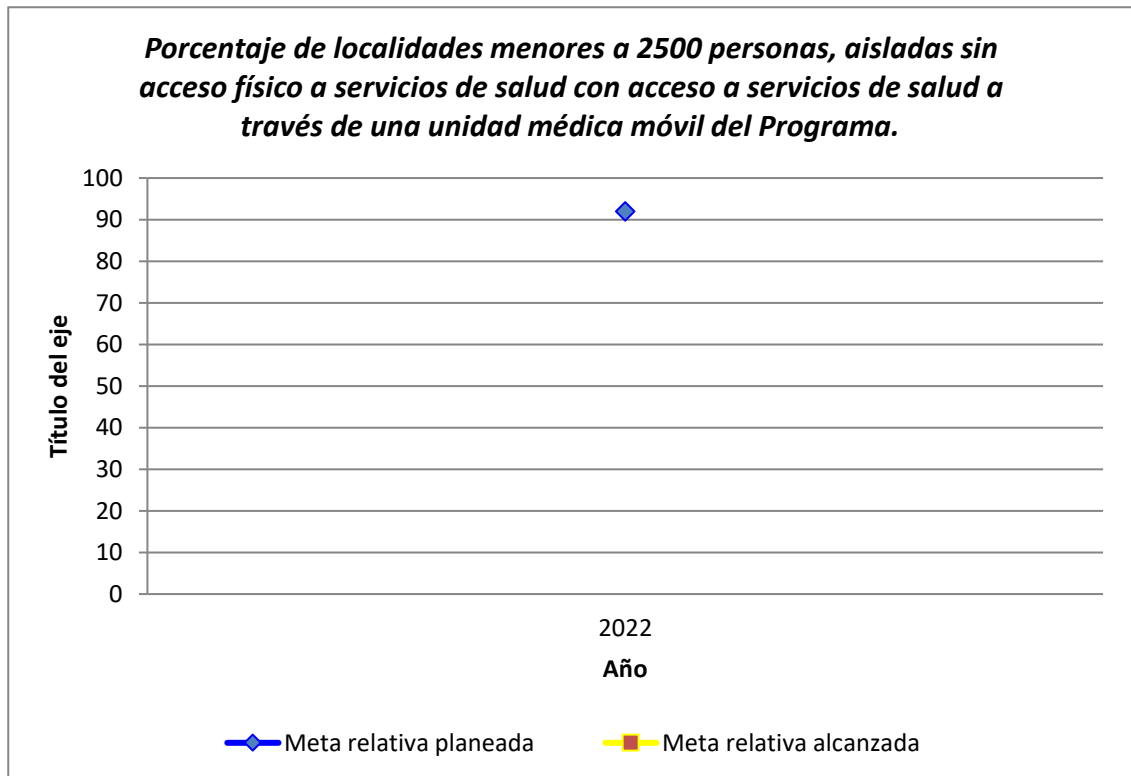 Porcentaje de localidades menores a 2500 personas, aisladas sin
acceso físico a servicios de salud con acceso a servicios de salud a
través de una unidad médica móvil del Programa.
100
90
80
70
60
50
40
30
20
10
0
Título del eje
2022
Año
Meta relativa planeada
Meta relativa alcanzada